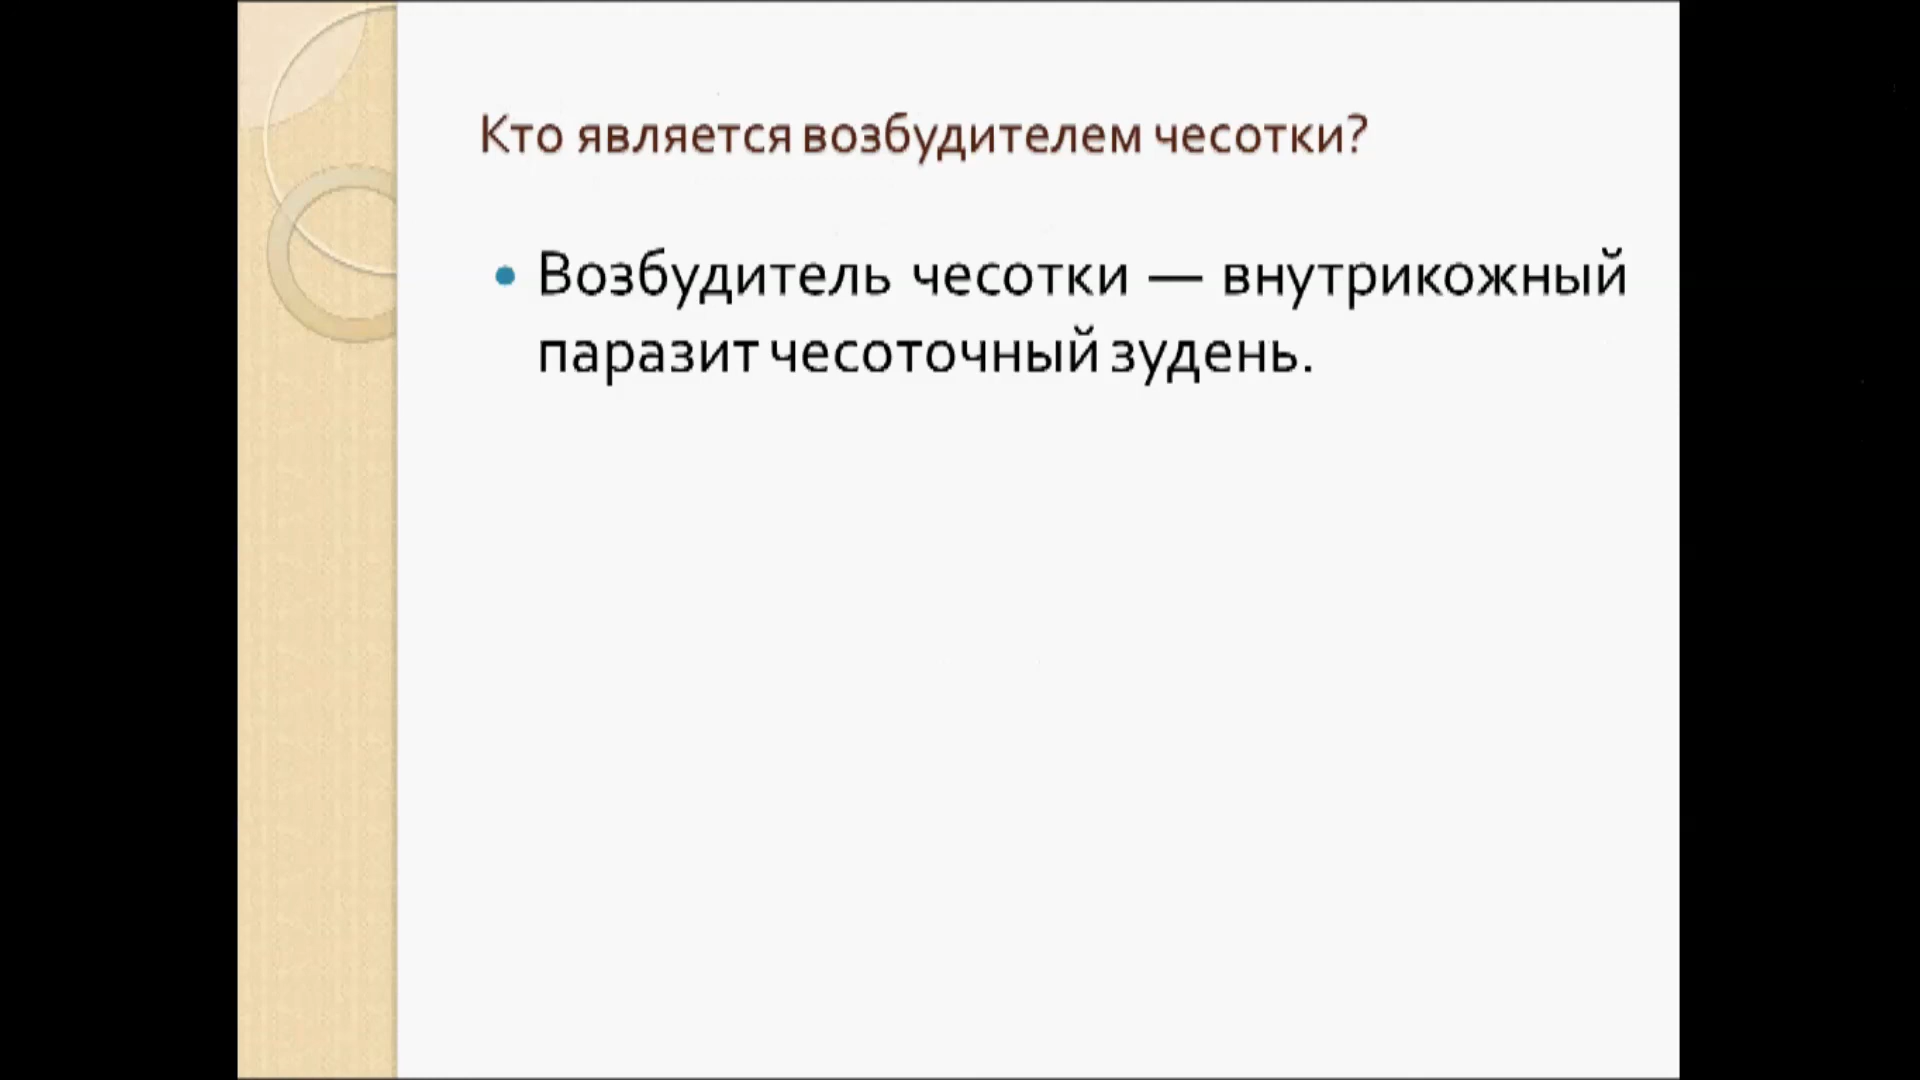 Кто является возбудителем чесотки?
• Возбудитель чесотки — внутрикожный
паразит чесоточный зудень.